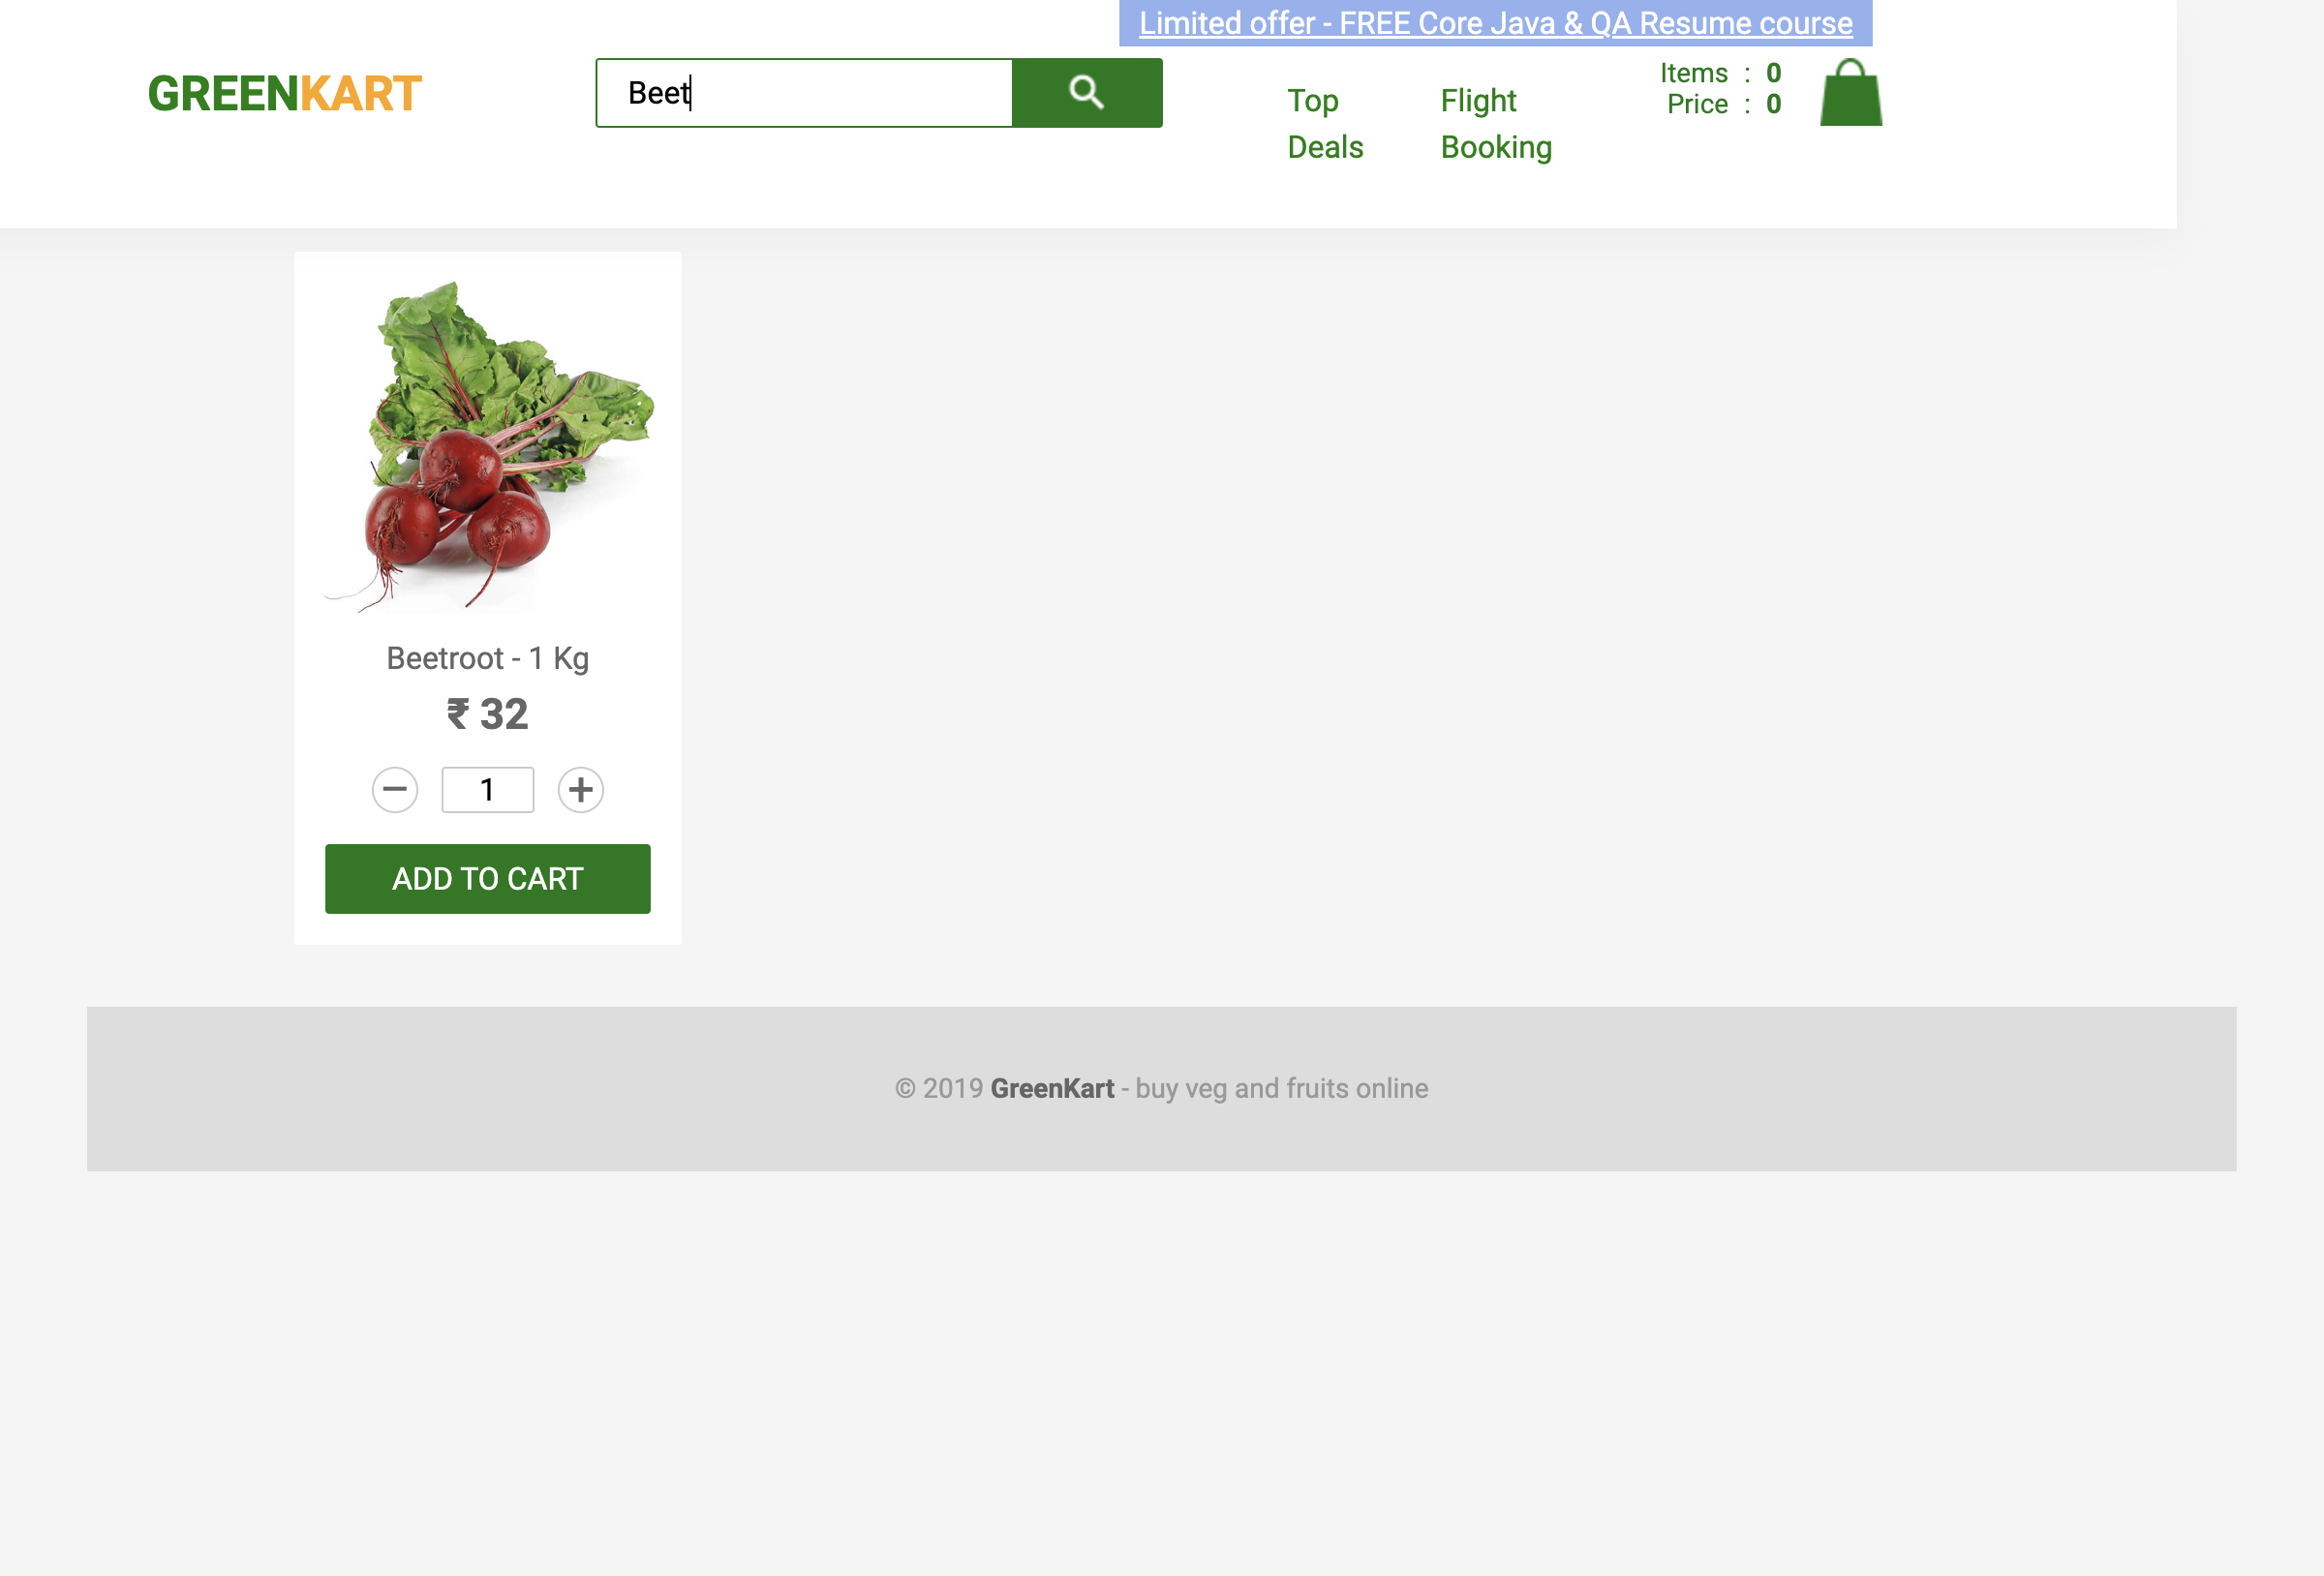 Limited offer - FREE Core Java & QA Resume course
GREENKART
Beet
Top
Deals
Flight
Booking
Items : 0
Price : 0
Beetroot - 1 Kg
₹ 32
1
ADD TO CART
© 2019 GreenKart - buy veg and fruits online